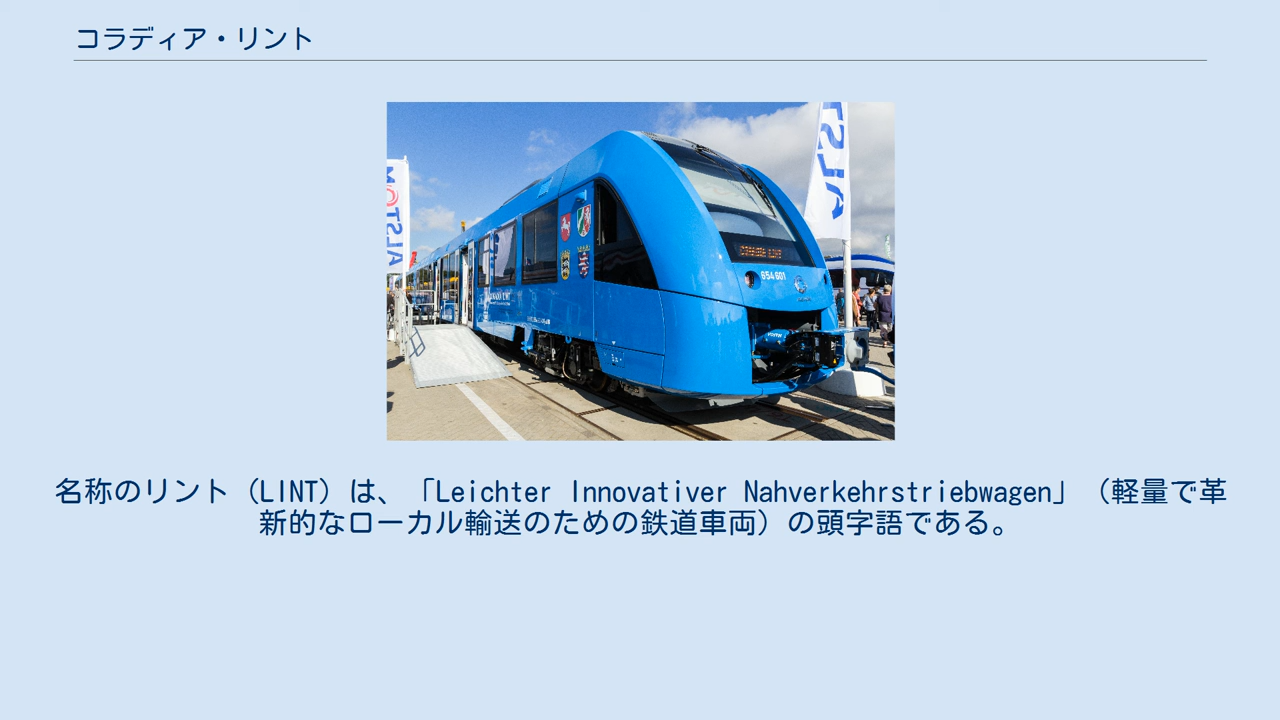 コラディア・リント
654 601
名称のリント（LINT）は、「Leichter Innovativer Nahverkehrstriebwagen」（軽量で革
新的なローカル輸送のための鉄道車両）の頭字語である。